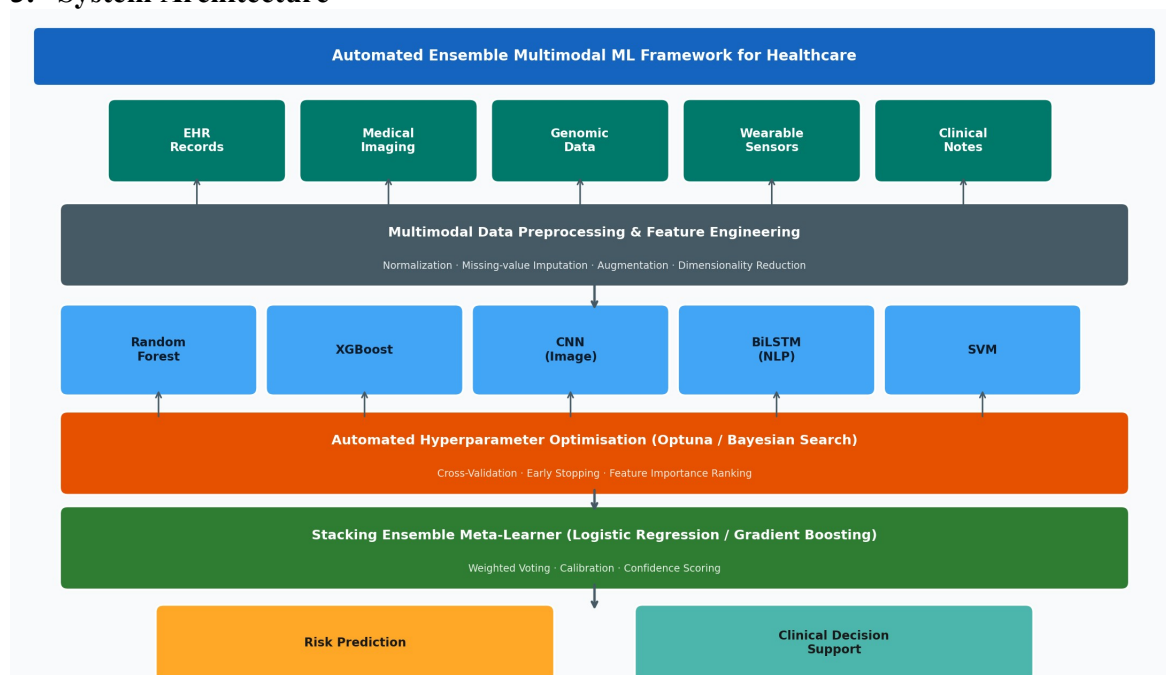 3. System Architecture
Automated Ensemble Multimodal ML Framework for Healthcare
EHR
Records
Medical
Imaging
Genomic
Data
Wearable
Sensors
Clinical
Notes
Multimodal Data Preprocessing & Feature Engineering
Normalization · Missing-value Imputation · Augmentation · Dimensionality Reduction
Random
Forest
XGBoost
CNN
(Image)
BiLSTM
(NLP)
SVM
Automated Hyperparameter Optimisation (Optuna / Bayesian Search)
Cross-Validation · Early Stopping · Feature Importance Ranking
Stacking Ensemble Meta-Learner (Logistic Regression / Gradient Boosting)
Weighted Voting · Calibration · Confidence Scoring
Risk Prediction
Clinical Decision
Support